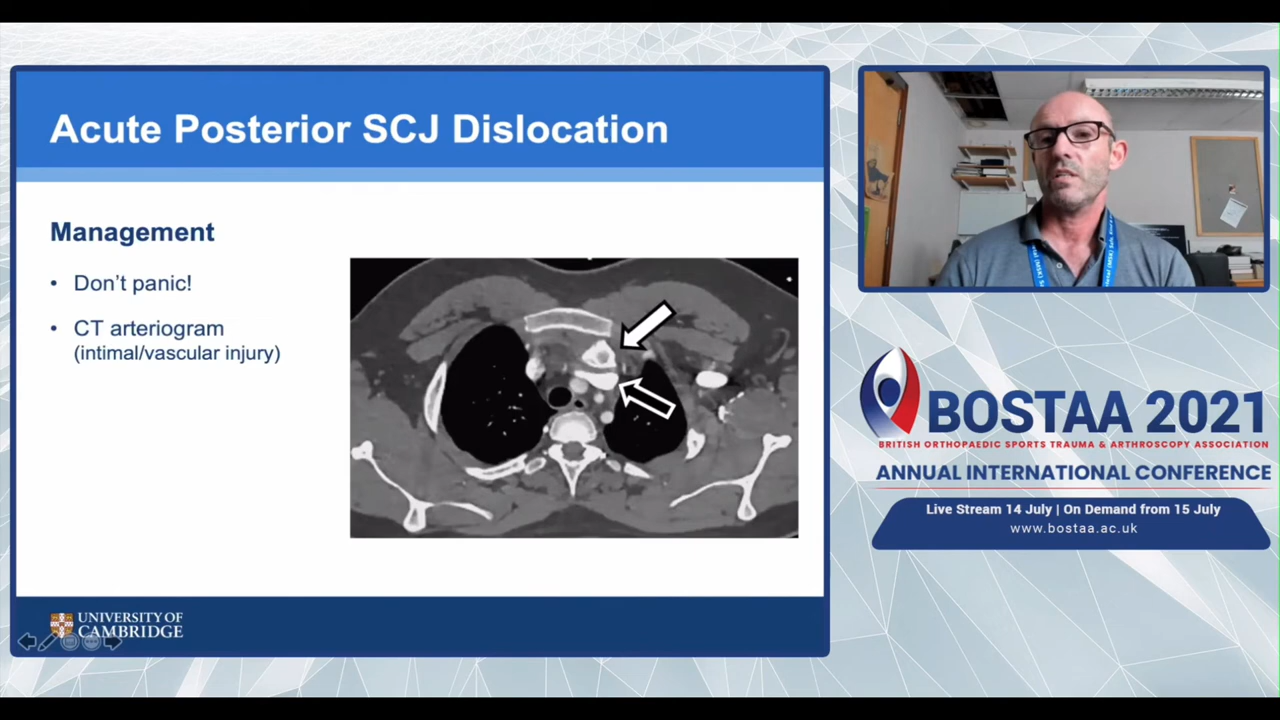 Acute Posterior SCJ Dislocation
Management
• Don't panic!
• CT arteriogram
(intimal/vascular injury)
UNIVERSITY OF
CAMBRIDGE
BOSTAA 2021
BRITISH ORTHOPAEDIC SPORTS TRAUMA & ARTHROSCOPY ASSOCIATION
ANNUAL INTERNATIONAL CONFERENCE
Live Stream 14 July | On Demand from 15 July
www.bostaa.ac.uk